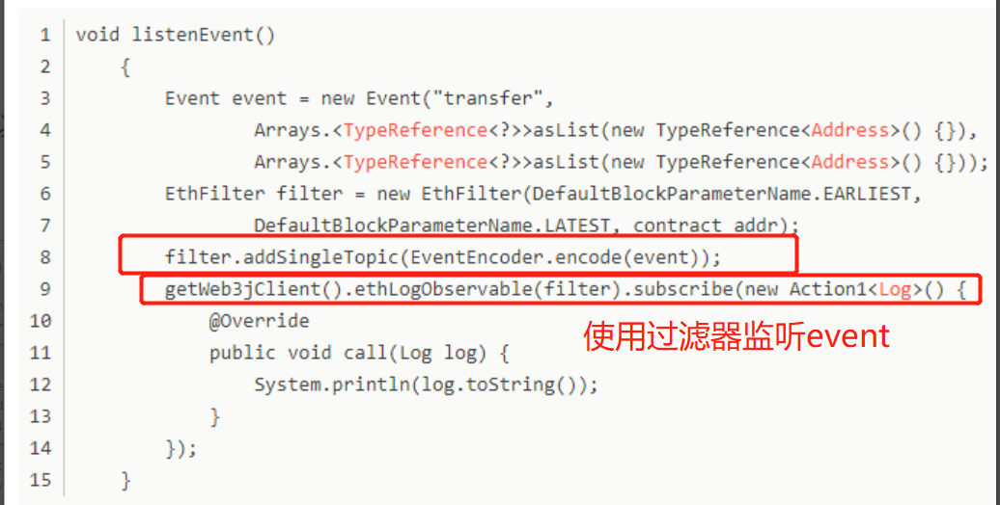 1 void listenEvent()
2 {
3 Event event = new Event("transfer",
4 Arrays.<TypeReference<?>>asList(new TypeReference<Address>() {}),
5 Arrays.<TypeReference<?>>asList(new TypeReference<Address>() {}));
6 EthFilter filter = new EthFilter(DefaultBlockParameterName.EARLIEST,
7 DefaultBlockParameterName.LATEST, contract addr);
8 filter.addSingleTopic(EventEncoder.encode(event));
9 getWeb3jClient().ethLogObservable(filter).subscribe(new Action1<Log>() {
10 @Override
使用过滤器监听event
11 public void call(Log log) {
12 System.println(log.toString());
13 }
14 });
15 }